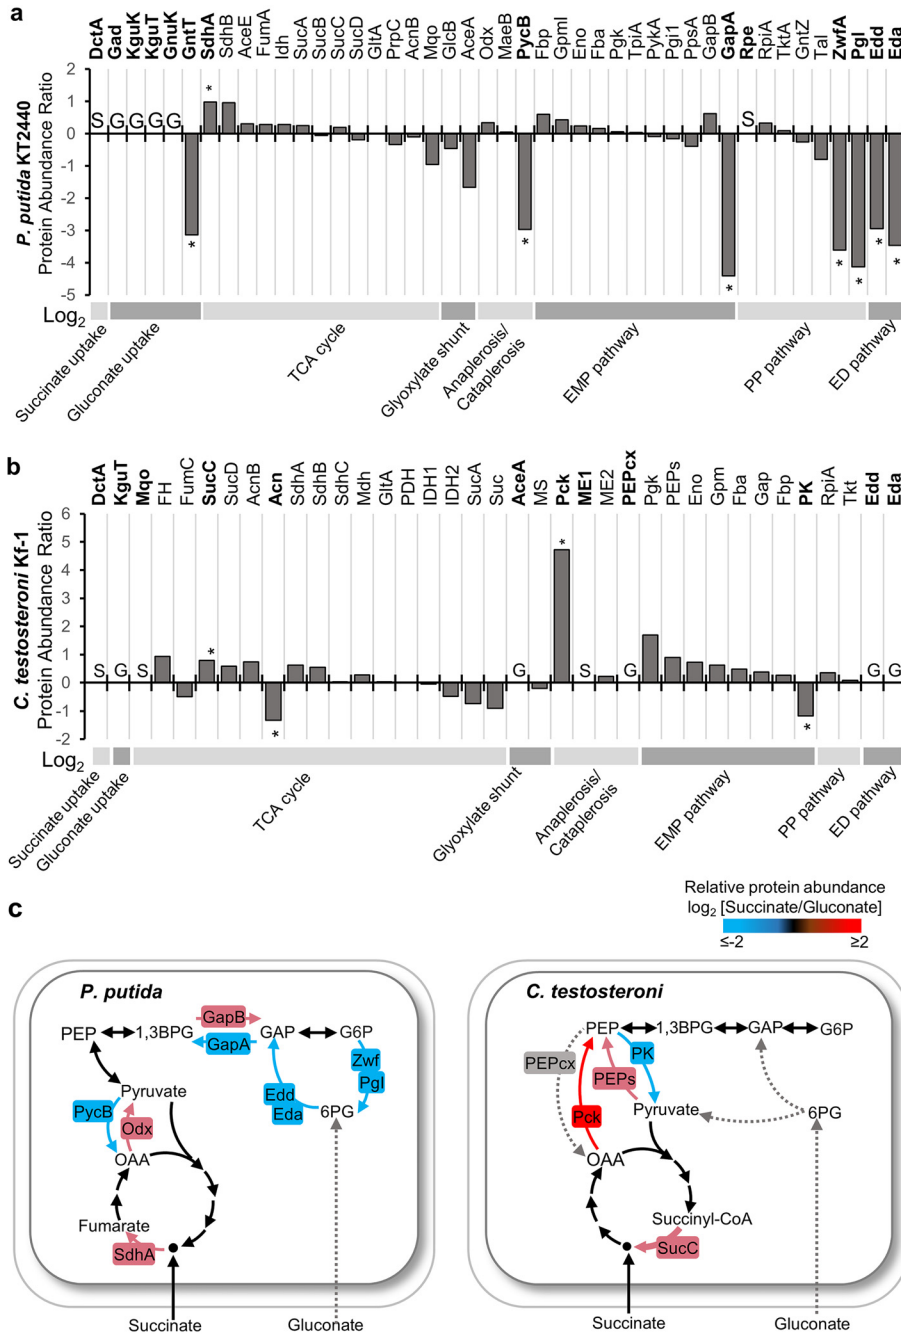 a
DctA Gad KguK KguT GnuK GntT SdhA SdhB AceE FumA Idh SucA SucB SucC SucD GltA PrpC AcnB Mqo GlcB AceA Odx MaeB PycB Fbp GpmI Eno Fba Pgk TpiA PykA Pgi1 PpsA GapB GapA Rpe RpiA TktA GntZ Tal ZwfA Pgl Edd Eda
P. putida KT2440
Protein Abundance Ratio
2
1
0
-1
-2
-3
-4
-5
S G G G G * * * * S * * * *
Log2
Succinate uptake
Gluconate uptake
TCA cycle
Glyoxylate shunt
Anaplerosis/
Cataplerosis
EMP pathway
PP pathway
ED pathway
b
DctA KguT Mqo FH FumC SucC SucD AcnB Acn SdhA SdhB SdhC Mdh GltA PDH IDH1 IDH2 SucA Suc AceA MS Pck ME1 ME2 PEPcx Pgk PEPs Eno Gpm Fba Gap Fbp PK RpiA Tkt Edd Eda
C. testosteroni Kf-1
Protein Abundance Ratio
6
5
4
3
2
1
0
-1
-2
S G S * * G * S G * G G
Log2
Succinate uptake
Gluconate uptake
TCA cycle
Glyoxylate shunt
Anaplerosis/
Cataplerosis
EMP pathway
PP pathway
ED pathway
Relative protein abundance
log2 [Succinate/Gluconate]
≤-2 ≥2
c
P. putida
PEP 1,3BPG GapB GapA GAP G6P
Zwf
Pgl
Edd
Eda
6PG
Pyruvate
PycB
Odx
OAA
Fumarate
SdhA
Succinate
Gluconate
C. testosteroni
PEP 1,3BPG GAP G6P
PEPcx
PK
PEPs
Pck
Pyruvate
6PG
OAA
Succinyl-CoA
SucC
Succinate
Gluconate